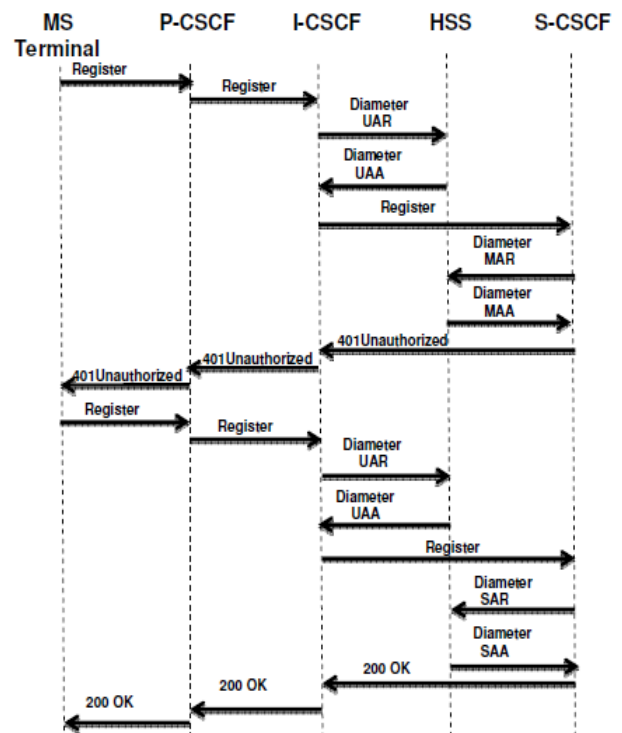 MS Terminal P-CSCF I-CSCF HSS S-CSCF
Register
Register
Diameter
UAR
Diameter
UAA
Register
Diameter
MAR
Diameter
MAA
401Unauthorized
401Unauthorized
401Unauthorized
Register
Register
Diameter
UAR
Diameter
UAA
Register
Diameter
SAR
Diameter
SAA
200 OK
200 OK
200 OK